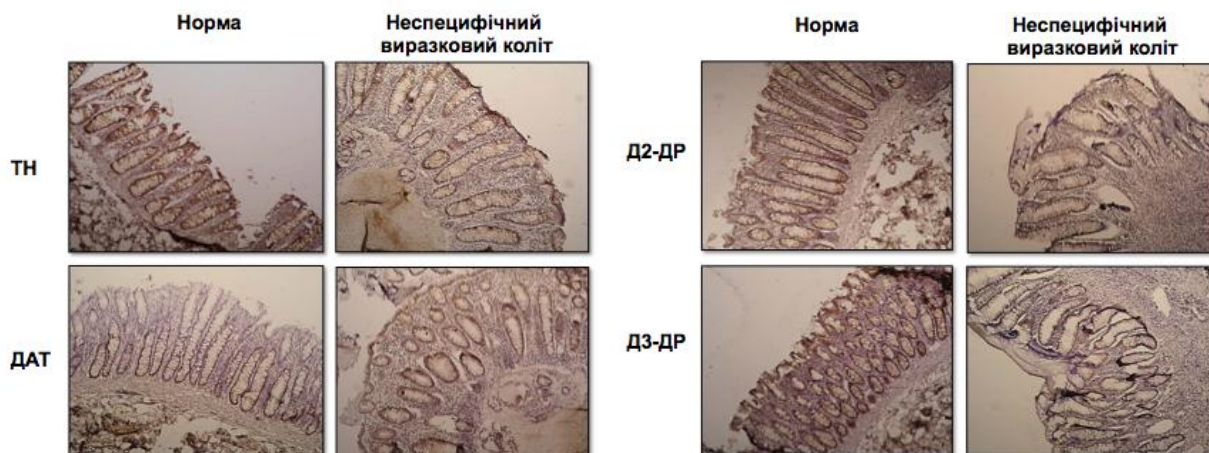 Норма
Неспецифічний
виразковий коліт
Норма
Неспецифічний
виразковий коліт
ТН
Д2-ДР
ДАТ
Д3-ДР